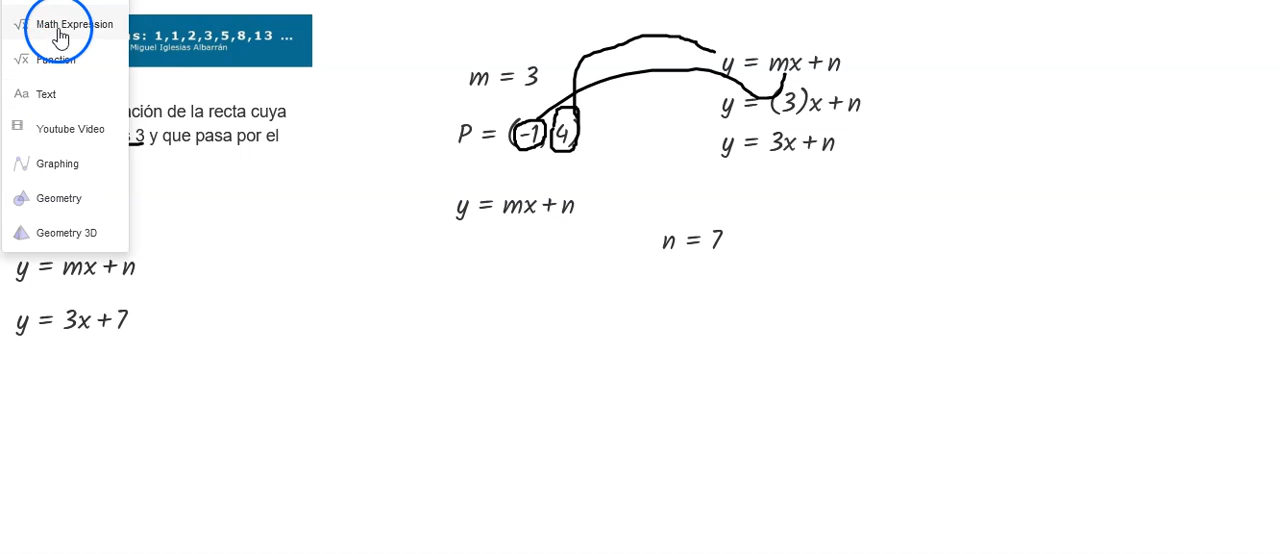 Math Expression
Function
Aa Text
Youtube Video
Graphing
Geometry
Geometry 3D
s: 1,1,2,3,5,8,13 ...
Miguel Iglesias Albarrán
ción de la recta cuya
3 y que pasa por el
y = mx + n
y = 3x + 7
m = 3
P = (-1, 4)
y = mx + n
n = 7
y = mx + n
y = (3)x + n
y = 3x + n